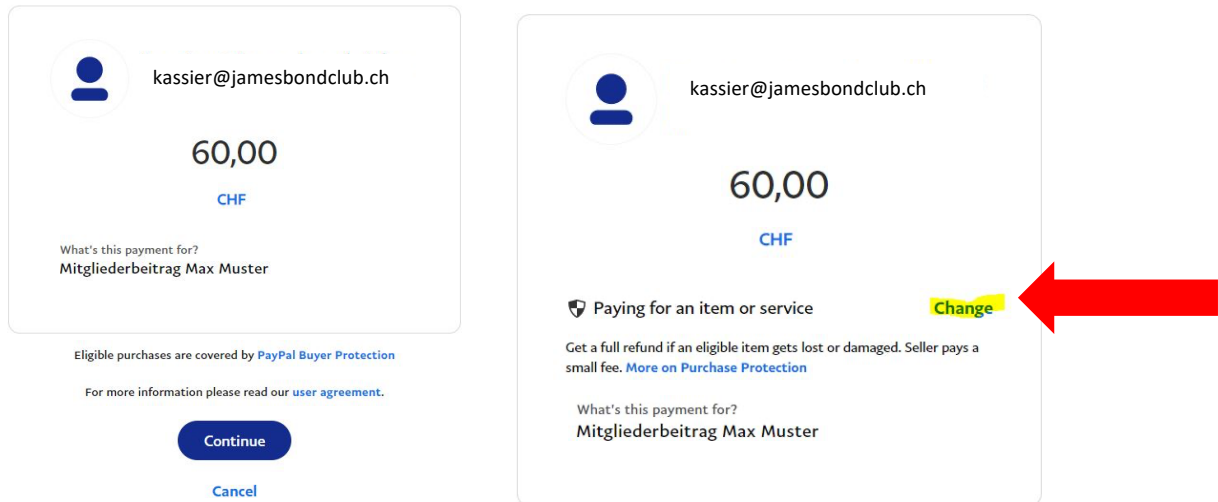 kassier@jamesbondclub.ch
60,00
CHF
What's this payment for?
Mitgliederbeitrag Max Muster
Eligible purchases are covered by PayPal Buyer Protection
For more information please read our user agreement.
Continue
Cancel
kassier@jamesbondclub.ch
60,00
CHF
Paying for an item or service Change
Get a full refund if an eligible item gets lost or damaged. Seller pays a
small fee. More on Purchase Protection
What's this payment for?
Mitgliederbeitrag Max Muster